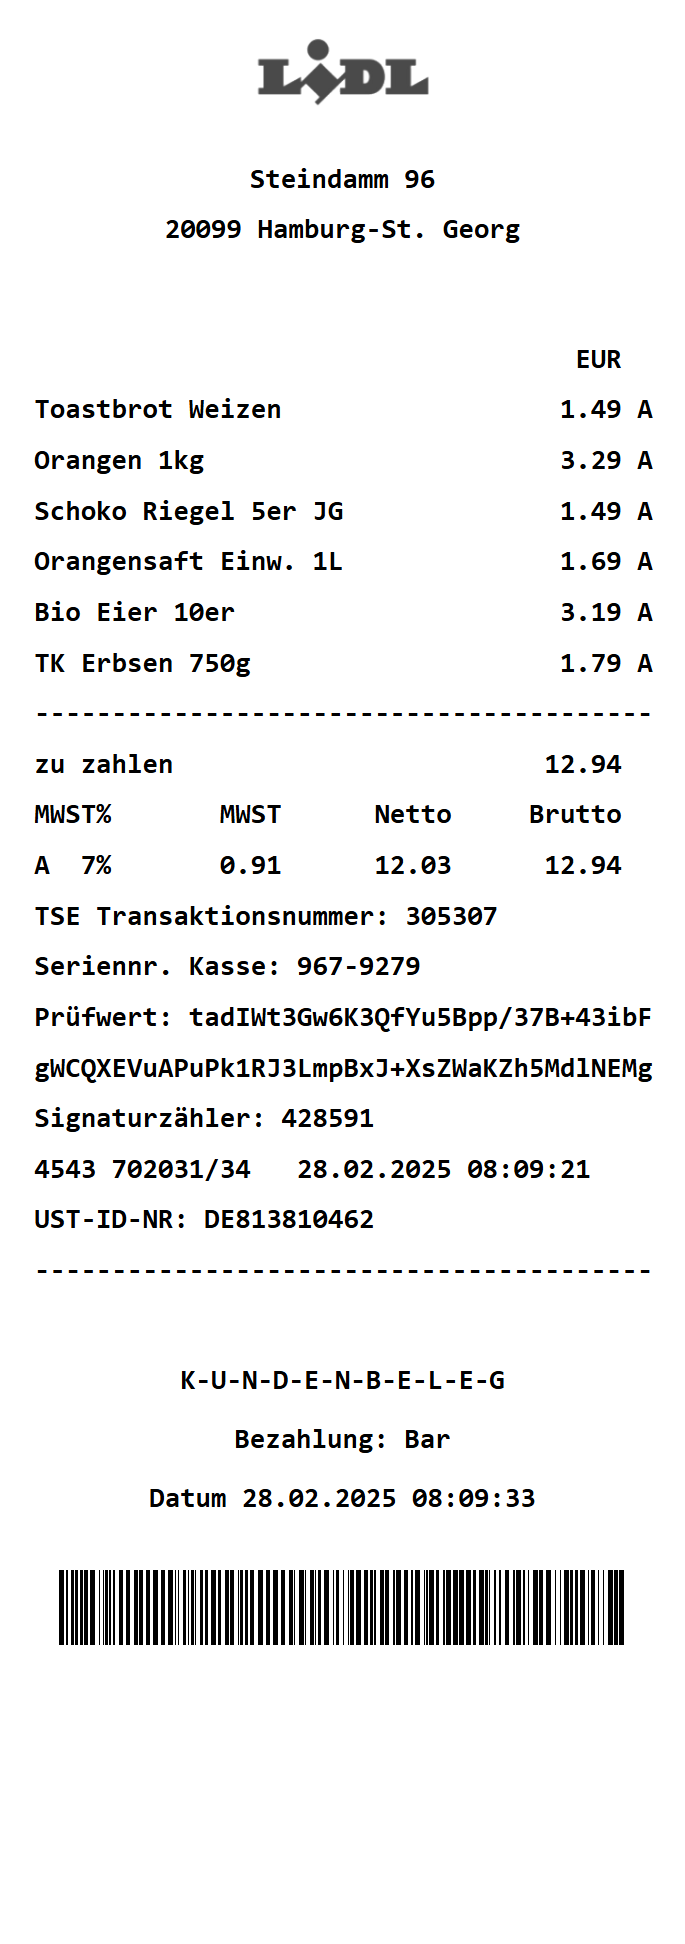 LIDL
Steindamm 96
20099 Hamburg-St. Georg
EUR
Toastbrot Weizen 1.49 A
Orangen 1kg 3.29 A
Schoko Riegel 5er JG 1.49 A
Orangensaft Einw. 1L 1.69 A
Bio Eier 10er 3.19 A
TK Erbsen 750g 1.79 A
----------------------------------------
zu zahlen 12.94
MWST% MWST Netto Brutto
A 7% 0.91 12.03 12.94
TSE Transaktionsnummer: 305307
Seriennr. Kasse: 967-9279
Prüfwert: tadIWt3Gw6K3QfYu5Bpp/37B+43ibF
gWCQXEVuAPuPk1RJ3LmpBxJ+XsZWaKZh5MdlNEMg
Signaturzähler: 428591
4543 702031/34 28.02.2025 08:09:21
UST-ID-NR: DE813810462
----------------------------------------
K-U-N-D-E-N-B-E-L-E-G
Bezahlung: Bar
Datum 28.02.2025 08:09:33